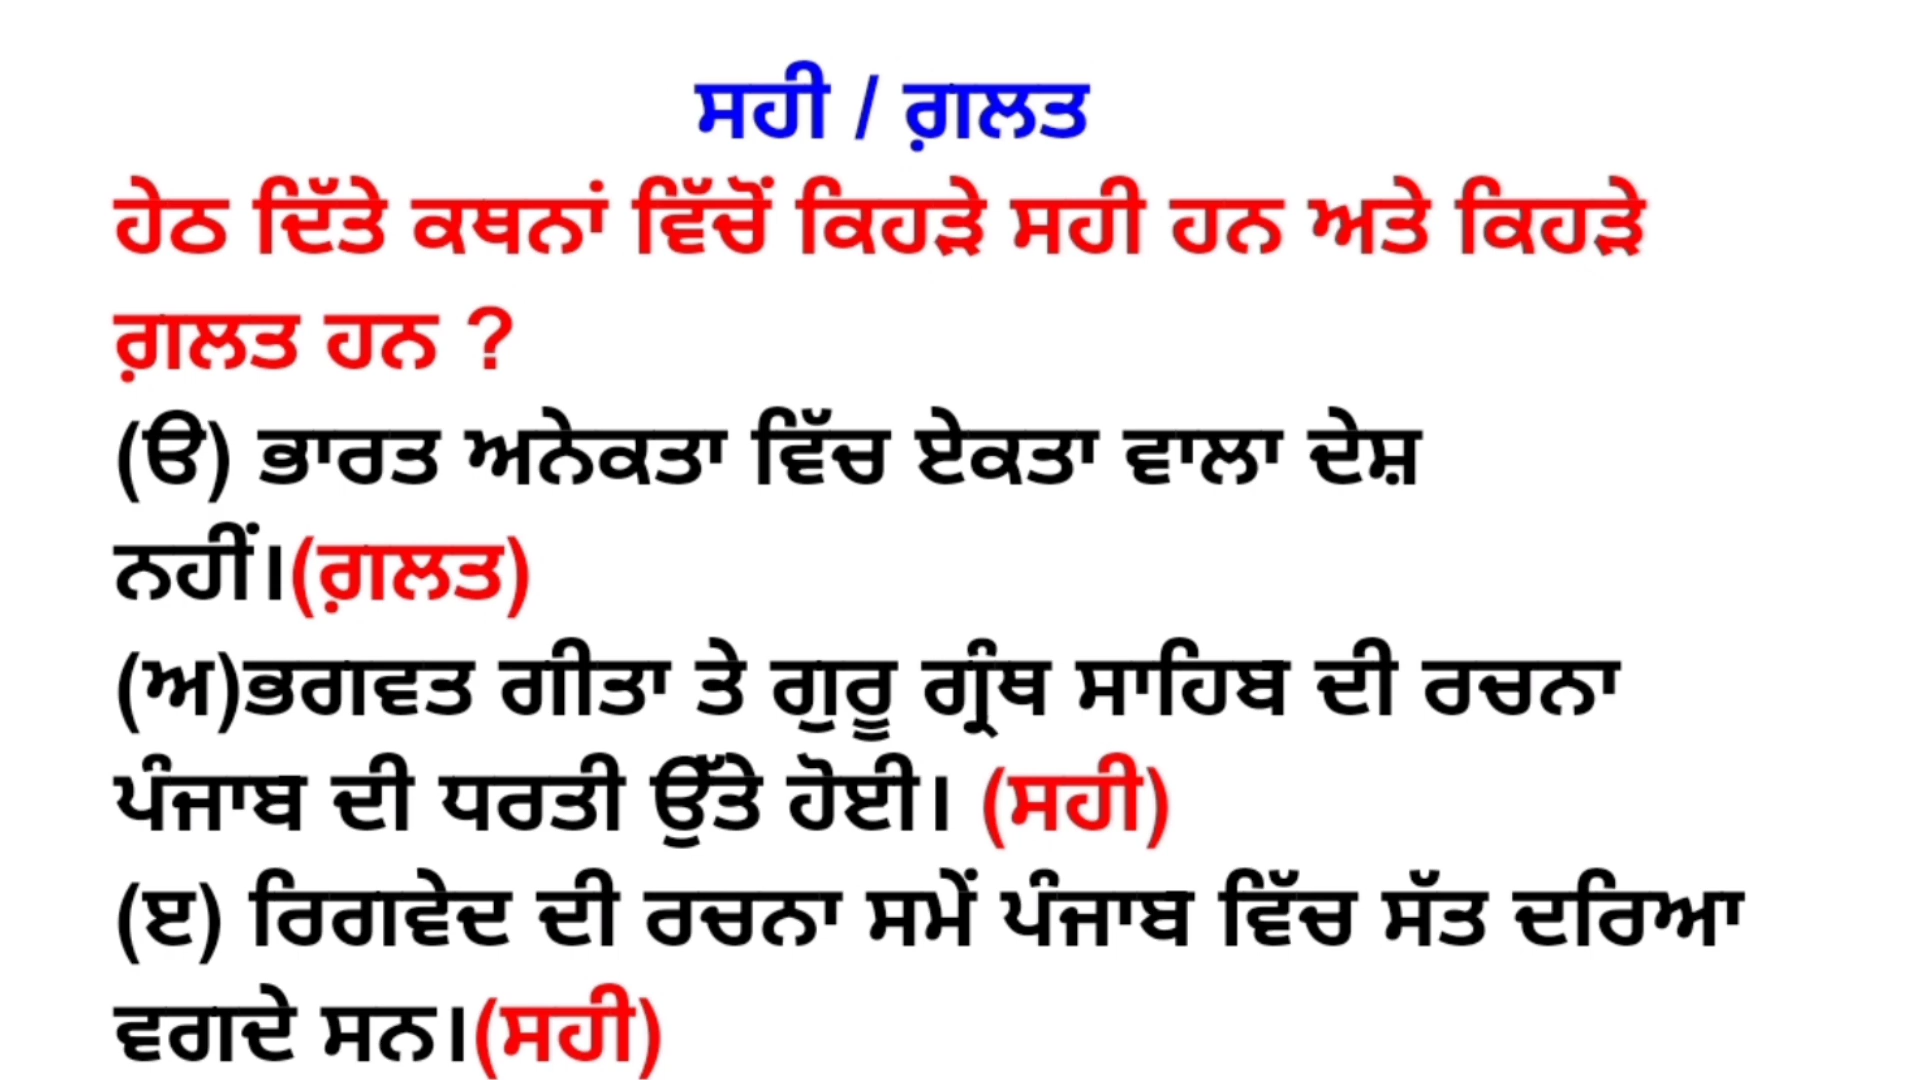 ਸਹੀ / ਗ਼ਲਤ
ਹੇਠ ਦਿੱਤੇ ਕਥਨਾਂ ਵਿੱਚੋਂ ਕਿਹੜੇ ਸਹੀ ਹਨ ਅਤੇ ਕਿਹੜੇ
ਗ਼ਲਤ ਹਨ ?
(ੳ) ਭਾਰਤ ਅਨੇਕਤਾ ਵਿੱਚ ਏਕਤਾ ਵਾਲਾ ਦੇਸ਼
ਨਹੀਂ।(ਗ਼ਲਤ)
(ਅ)ਭਗਵਤ ਗੀਤਾ ਤੇ ਗੁਰੂ ਗ੍ਰੰਥ ਸਾਹਿਬ ਦੀ ਰਚਨਾ
ਪੰਜਾਬ ਦੀ ਧਰਤੀ ਉੱਤੇ ਹੋਈ। (ਸਹੀ)
(ੲ) ਰਿਗਵੇਦ ਦੀ ਰਚਨਾ ਸਮੇਂ ਪੰਜਾਬ ਵਿੱਚ ਸੱਤ ਦਰਿਆ
ਵਗਦੇ ਸਨ।(ਸਹੀ)